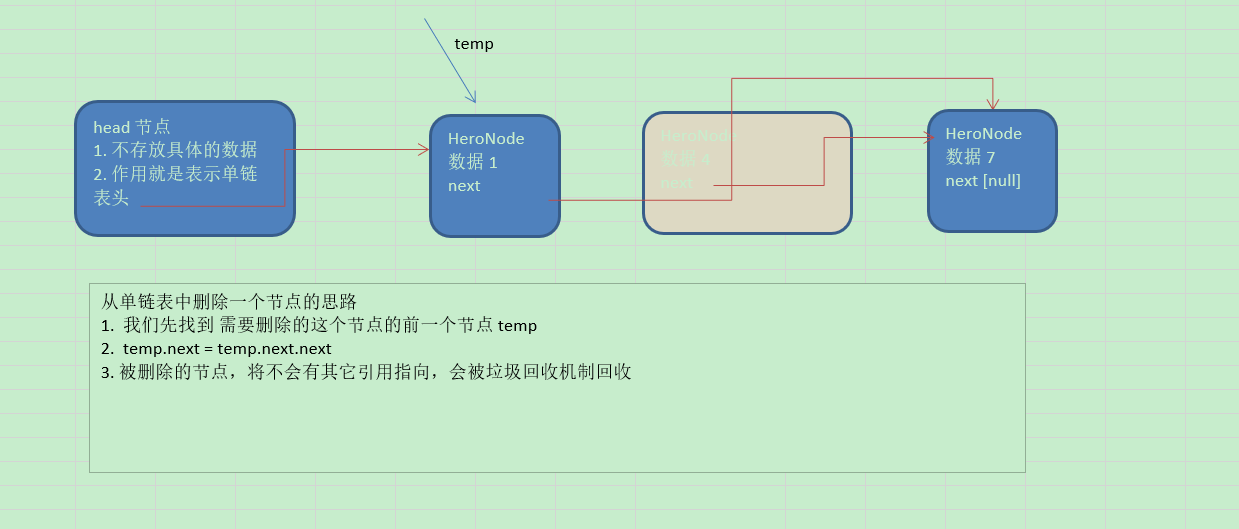 temp
head 节点
1. 不存放具体的数据
2. 作用就是表示单链
表头
HeroNode
数据 1
next
HeroNode
数据 4
next
HeroNode
数据 7
next [null]
从单链表中删除一个节点的思路
1. 我们先找到 需要删除的这个节点的前一个节点 temp
2. temp.next = temp.next.next
3. 被删除的节点，将不会有其它引用指向，会被垃圾回收机制回收